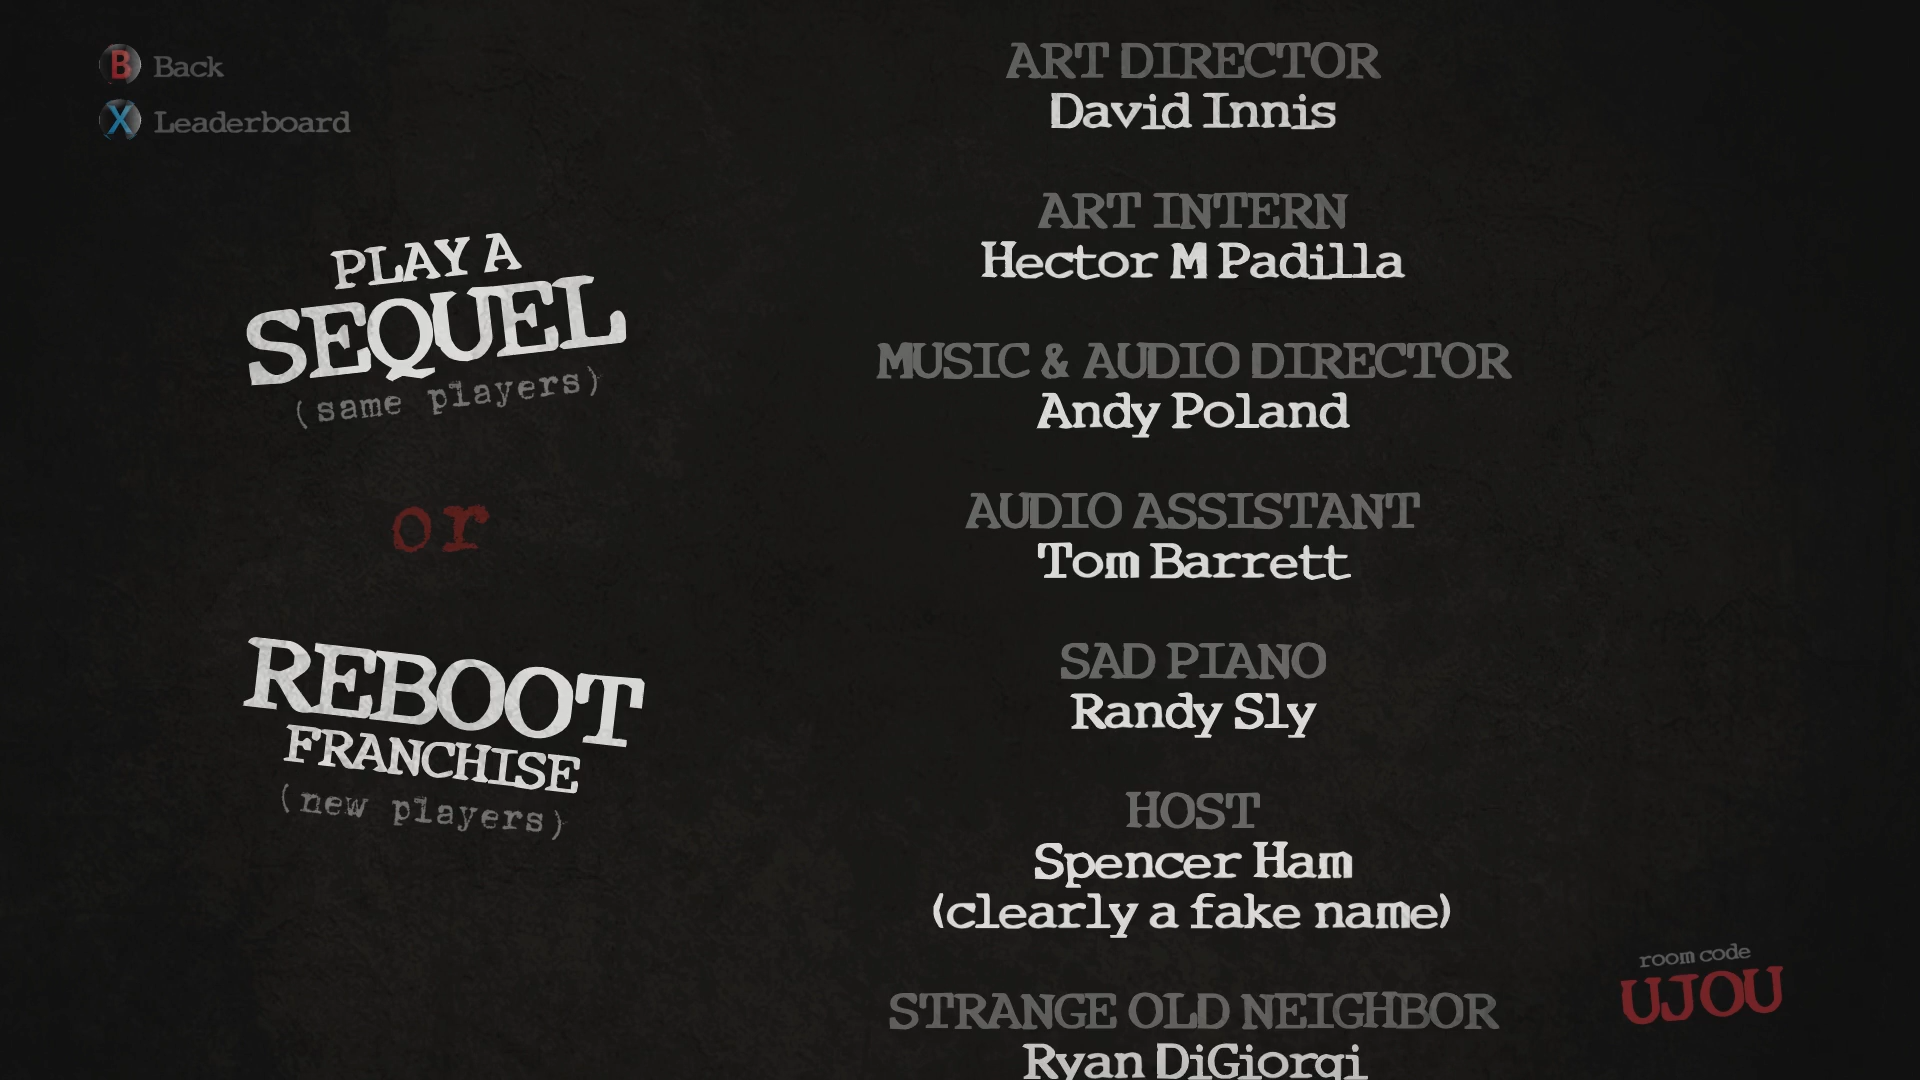 B Back
X Leaderboard
PLAY A
SEQUEL
(same players)
or
REBOOT
FRANCHISE
(new players)
ART DIRECTOR
David Innis
ART INTERN
Hector M Padilla
MUSIC & AUDIO DIRECTOR
Andy Poland
AUDIO ASSISTANT
Tom Barrett
SAD PIANO
Randy Sly
HOST
Spencer Ham
(clearly a fake name)
STRANGE OLD NEIGHBOR
Ryan DiGiorgi
room code
UJOU